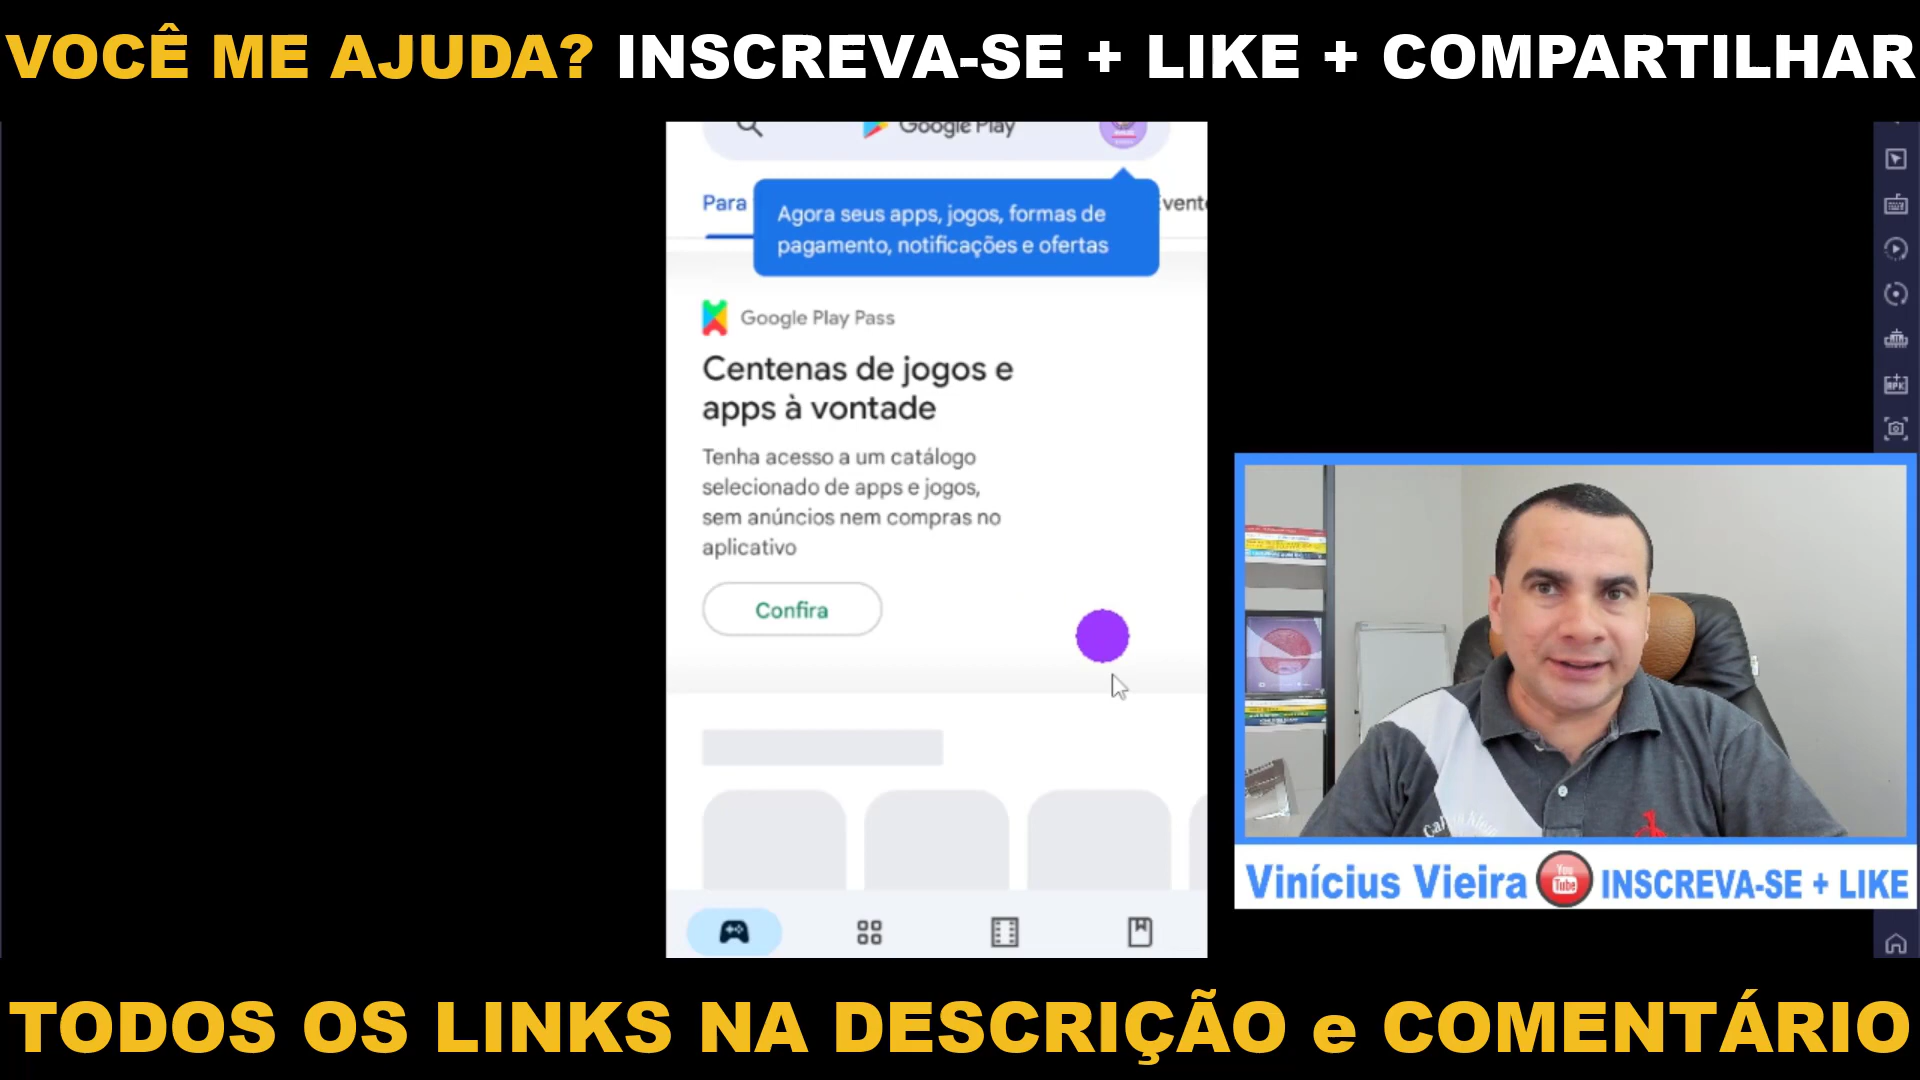 VOCÊ ME AJUDA? INSCREVA-SE + LIKE + COMPARTILHAR
Google Play
Para
Agora seus apps, jogos, formas de
pagamento, notificações e ofertas
Google Play Pass
Centenas de jogos e
apps à vontade
Tenha acesso a um catálogo
selecionado de apps e jogos,
sem anúncios nem compras no
aplicativo
Confira
Vinícius Vieira You Tube INSCREVA-SE + LIKE
TODOS OS LINKS NA DESCRIÇÃO e COMENTÁRIO